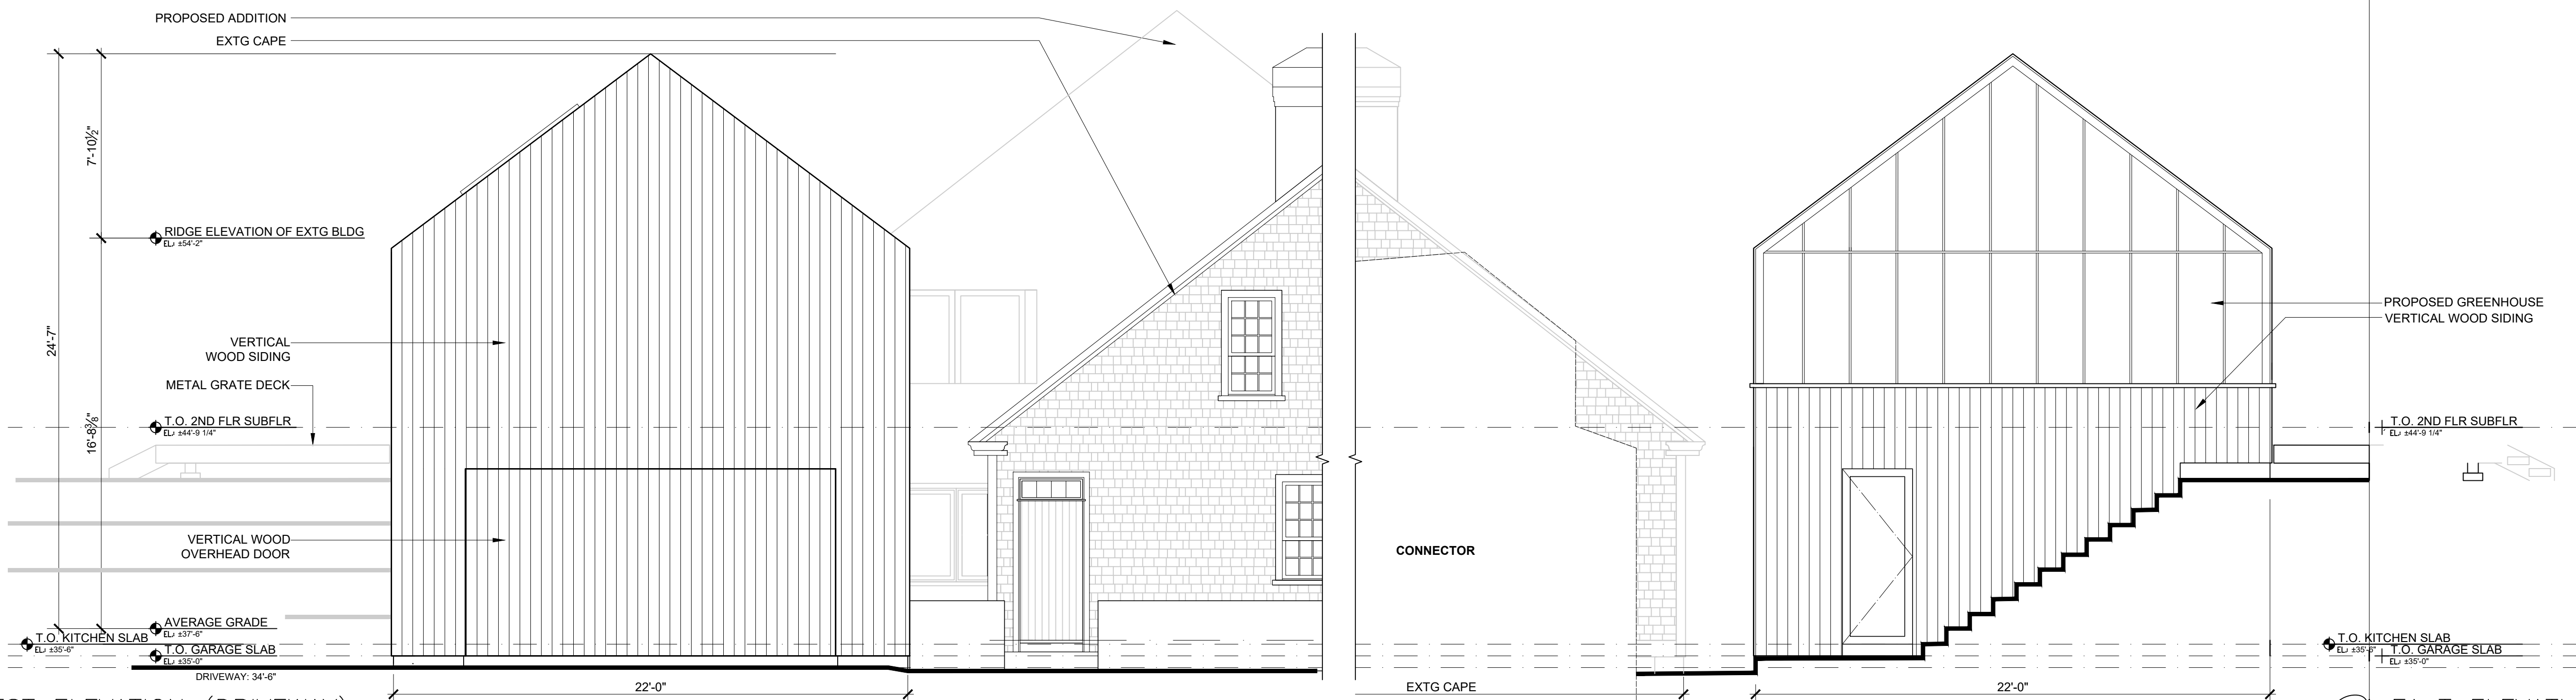 PROPOSED ADDITION
EXTG CAPE
7'-10½"
RIDGE ELEVATION OF EXTG BLDG
EL: ±54'-2"
24'-7"
VERTICAL
WOOD SIDING
METAL GRATE DECK
16'-8⅜"
T.O. 2ND FLR SUBFLR
EL: ±44'-9 1/4"
VERTICAL WOOD
OVERHEAD DOOR
AVERAGE GRADE
EL: ±37'-6"
T.O. KITCHEN SLAB
EL: ±35'-6"
T.O. GARAGE SLAB
EL: ±35'-0"
DRIVEWAY: 34'-6"
22'-0"
CONNECTOR
EXTG CAPE
22'-0"
PROPOSED GREENHOUSE
VERTICAL WOOD SIDING
T.O. 2ND FLR SUBFLR
EL: ±44'-9 1/4"
T.O. KITCHEN SLAB
EL: ±35'-6"
T.O. GARAGE SLAB
EL: ±35'-0"